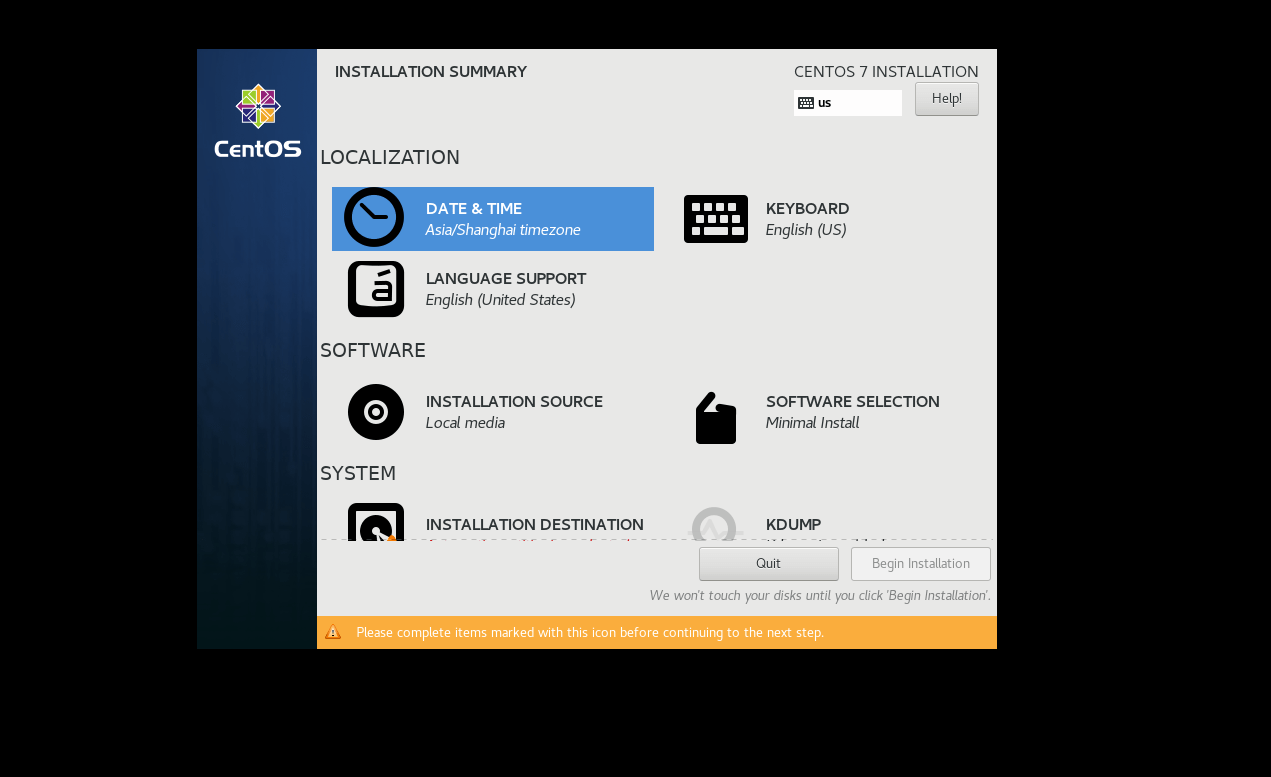 INSTALLATION SUMMARY
CENTOS 7 INSTALLATION
us
Help!
CentOS
LOCALIZATION
DATE & TIME
Asia/Shanghai timezone
KEYBOARD
English (US)
LANGUAGE SUPPORT
English (United States)
SOFTWARE
INSTALLATION SOURCE
Local media
SOFTWARE SELECTION
Minimal Install
SYSTEM
INSTALLATION DESTINATION
KDUMP
Quit
Begin Installation
We won't touch your disks until you click 'Begin Installation'.
Please complete items marked with this icon before continuing to the next step.